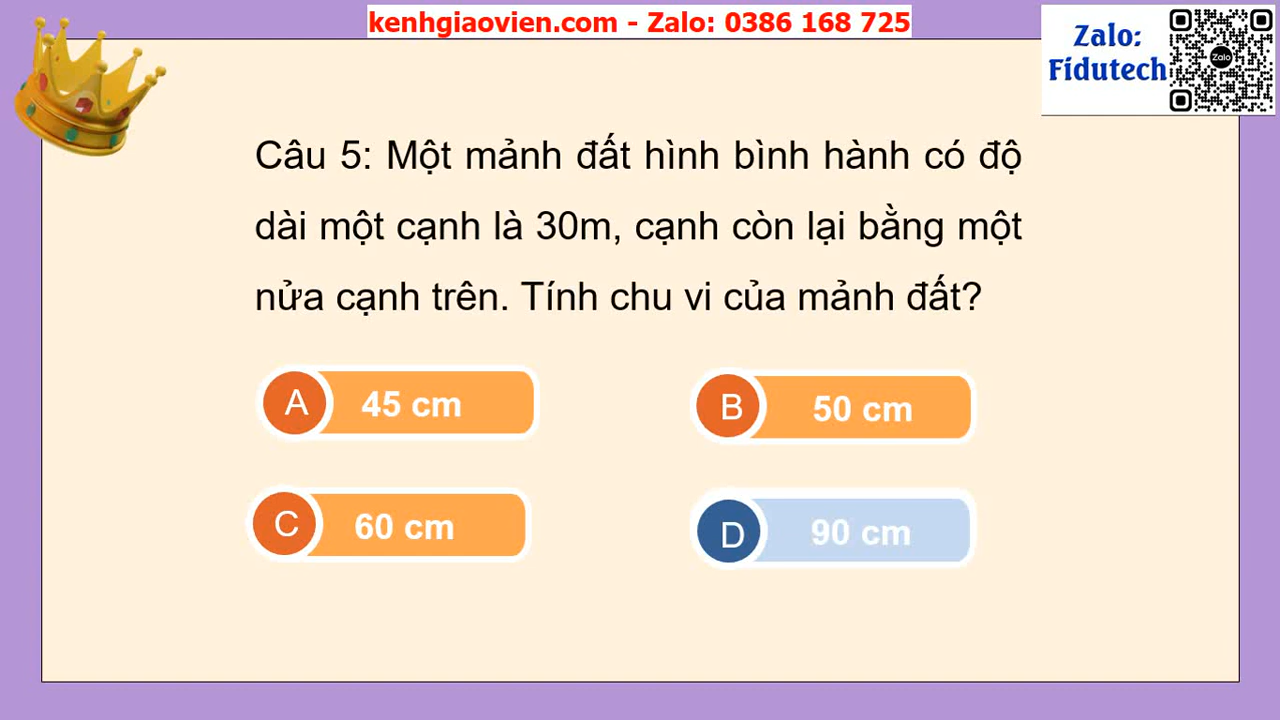 kenhgiaovien.com - Zalo: 0386 168 725
Zalo:
Fidutech
Zalo
Câu 5: Một mảnh đất hình bình hành có độ
dài một cạnh là 30m, cạnh còn lại bằng một
nửa cạnh trên. Tính chu vi của mảnh đất?
A 45 cm
B 50 cm
C 60 cm
D 90 cm